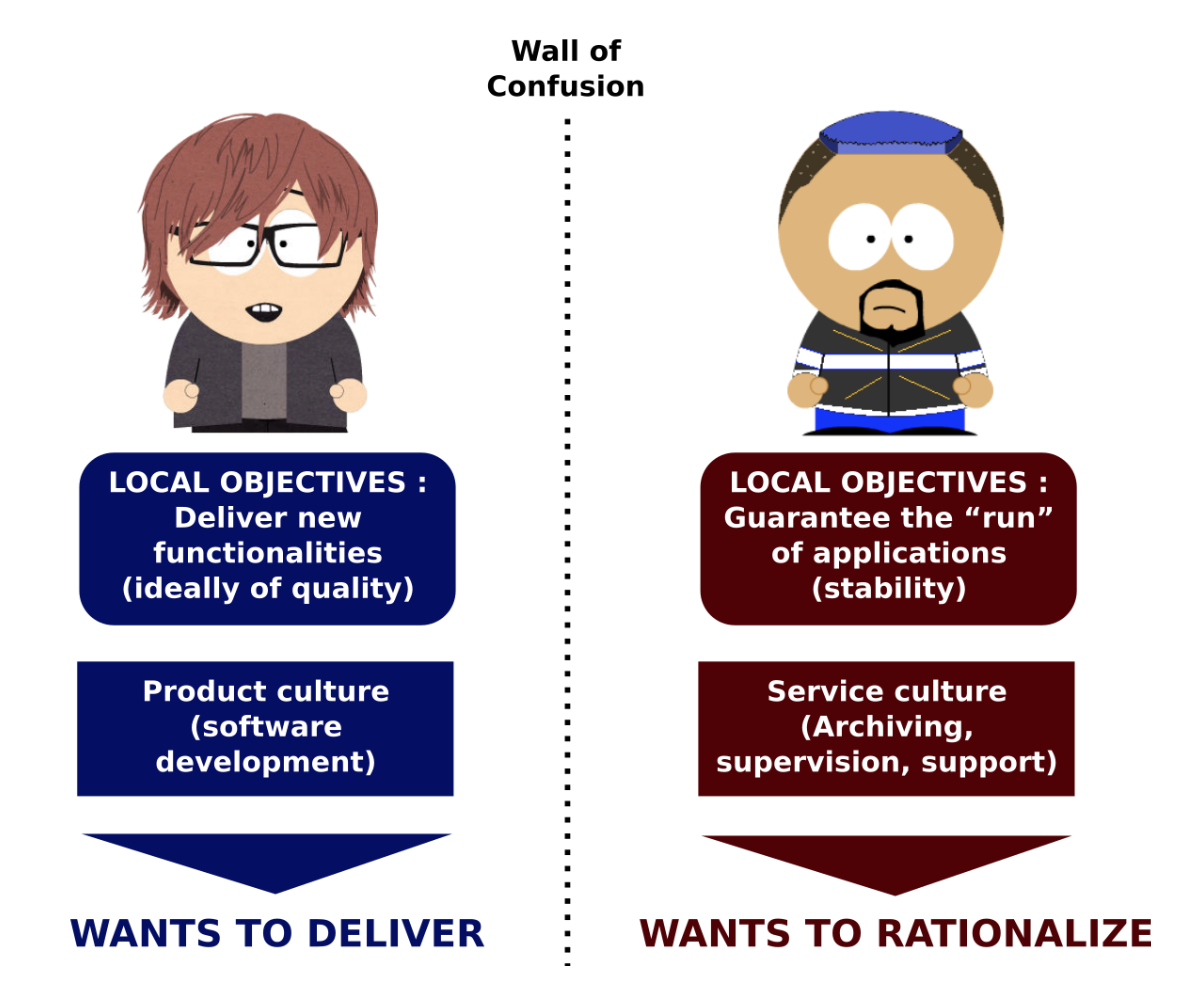 Wall of
Confusion
LOCAL OBJECTIVES :
Deliver new
functionalities
(ideally of quality)
Product culture
(software
development)
WANTS TO DELIVER
LOCAL OBJECTIVES :
Guarantee the “run”
of applications
(stability)
Service culture
(Archiving,
supervision, support)
WANTS TO RATIONALIZE